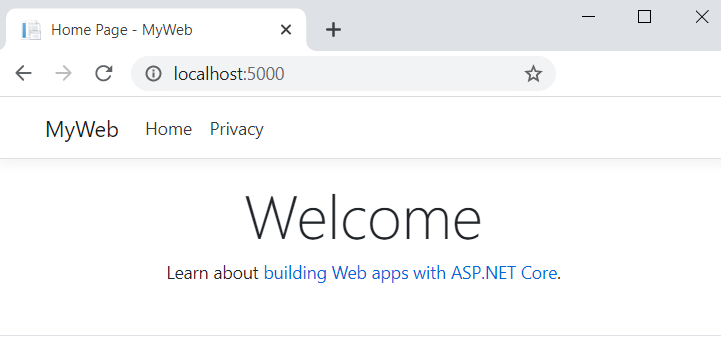 Home Page - MyWeb
localhost:5000
MyWeb Home Privacy
Welcome
Learn about building Web apps with ASP.NET Core.